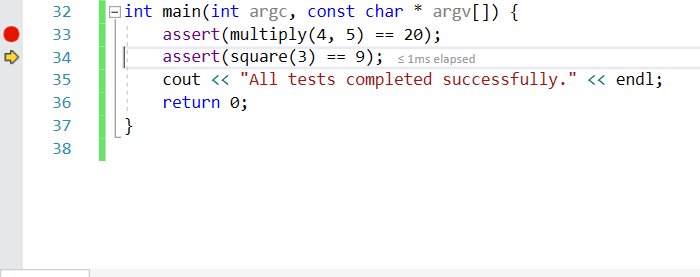 32 int main(int argc, const char * argv[]) {
33 assert(multiply(4, 5) == 20);
34 assert(square(3) == 9); ≤ 1ms elapsed
35 cout << "All tests completed successfully." << endl;
36 return 0;
37 }
38